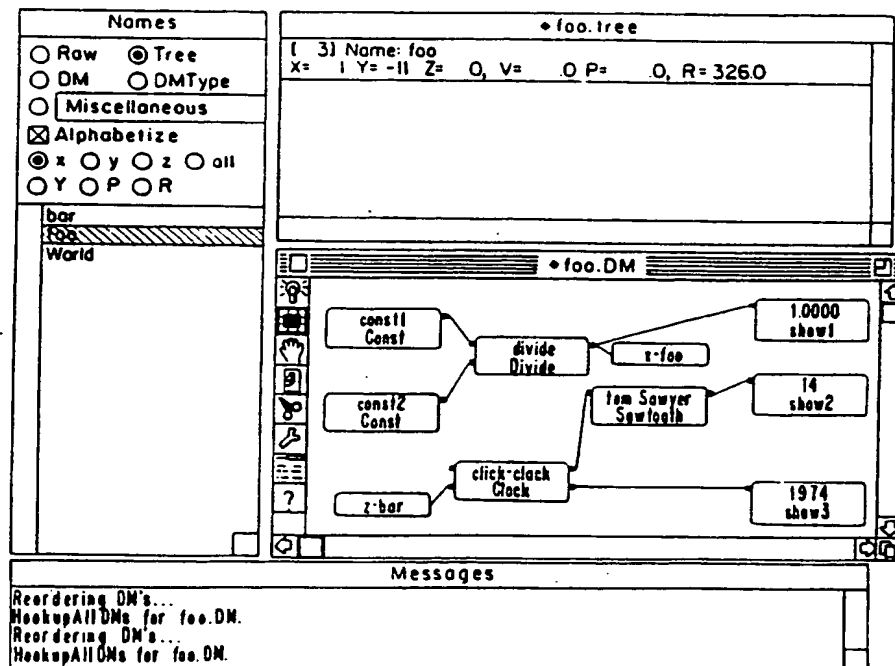 Names
Raw Tree
DM DMType
Miscellaneous
Alphabetize
x y z all
Y P R
bar
Foo
World
foo.tree
[ 3] Name: foo
X= 1 Y= -11 Z= 0, V= .0 P= .0, R= 326.0
foo.DM
const1
Const
divide
Divide
x-foo
1.0000
show1
const2
Const
tom Sawyer
Sawtooth
14
show2
click-clack
Clock
z-bar
1974
show3
?
Messages
Reordering DM's...
HookupAllDMs for foo.DM.
Reordering DM's...
HookupAllDMs for foo.DM.